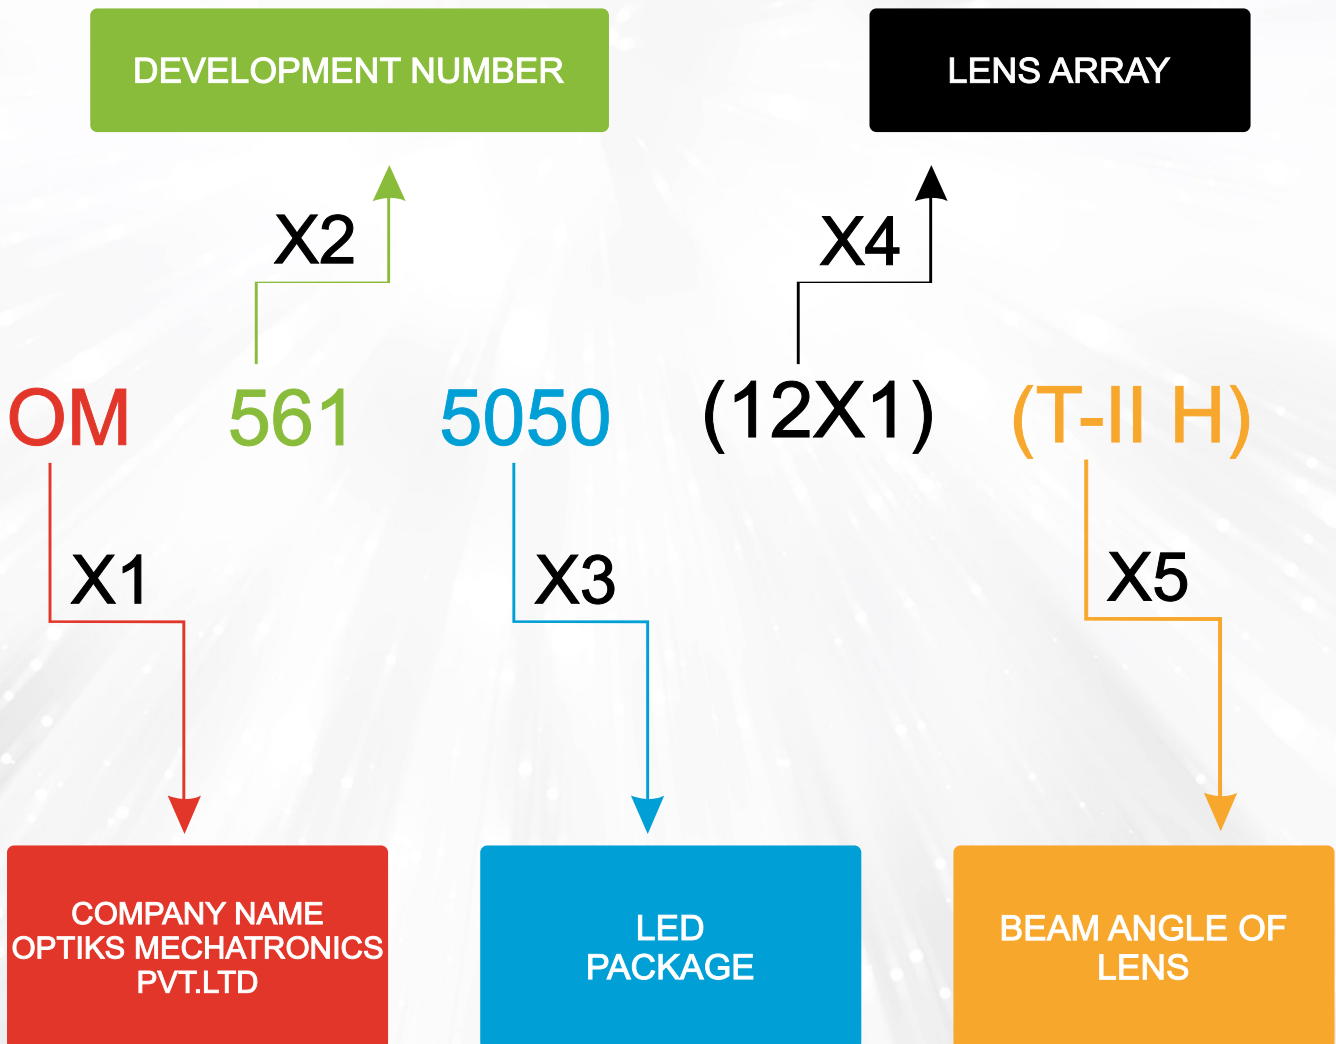 DEVELOPMENT NUMBER
LENS ARRAY
X2
X4
OM 561 5050 (12X1) (T-II H)
X1
X3
X5
COMPANY NAME
OPTIKS MECHATRONICS
PVT.LTD
LED
PACKAGE
BEAM ANGLE OF
LENS